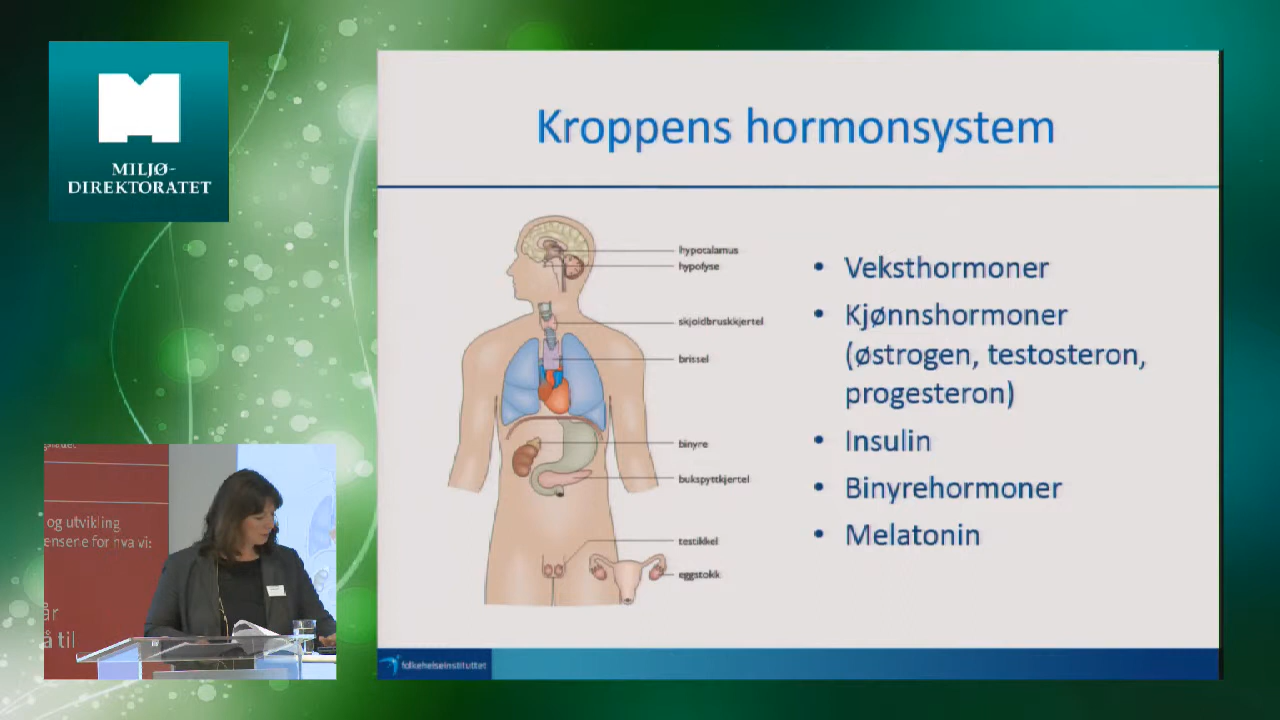 MILJØ-
DIREKTORATET
Kroppens hormonsystem
hypotalamus
hypofyse
skjoldbruskkjertel
brissel
binyre
bukspyttkjertel
testikkel
eggstokk
• Veksthormoner
• Kjønnshormoner
(østrogen, testosteron,
progesteron)
• Insulin
• Binyrehormoner
• Melatonin
og utvikling
ensene for hva vi:
år
å til
folkehelseinstituttet